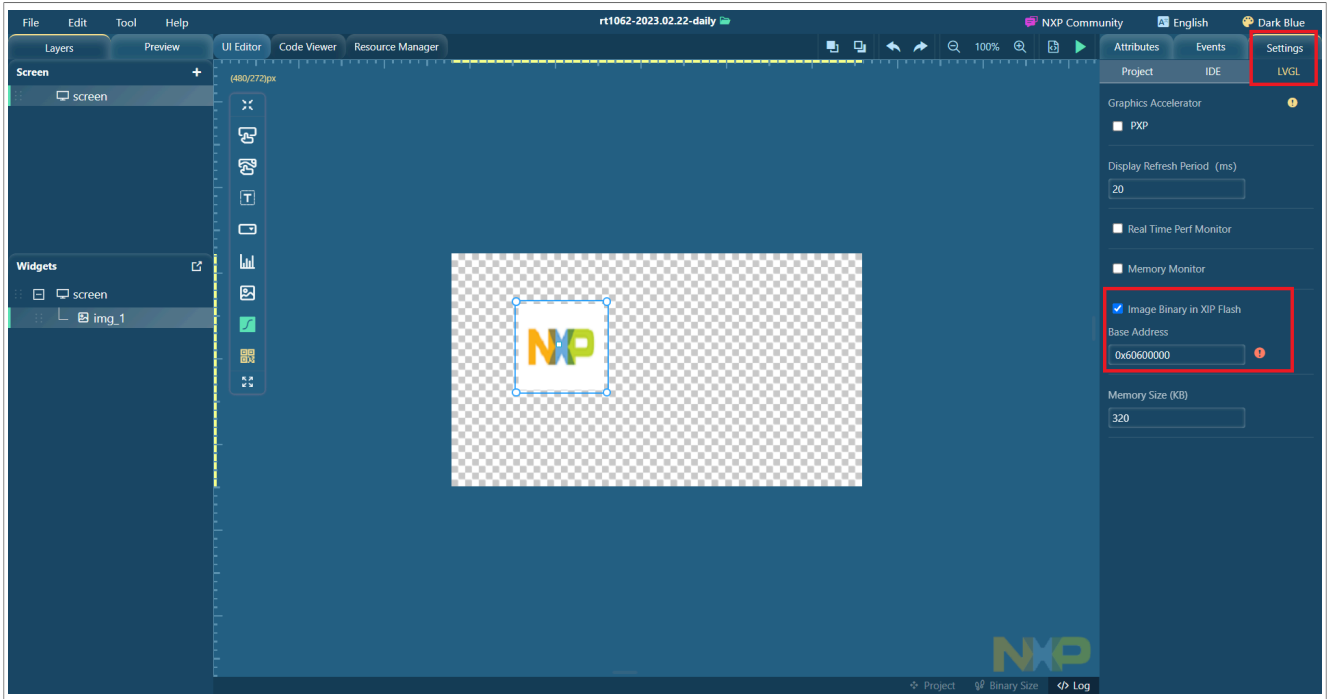 File Edit Tool Help rt1062-2023.02.22-daily NXP Community English Dark Blue
Layers Preview UI Editor Code Viewer Resource Manager 100% Attributes Events Settings
Screen + (480/272)px Project IDE LVGL
screen
Graphics Accelerator
PXP
Display Refresh Period (ms)
20
Real Time Perf Monitor
Widgets
Memory Monitor
screen
img_1
Image Binary in XIP Flash
Base Address
NXP
0x60600000
Memory Size (KB)
320
NXP
Project Binary Size </> Log